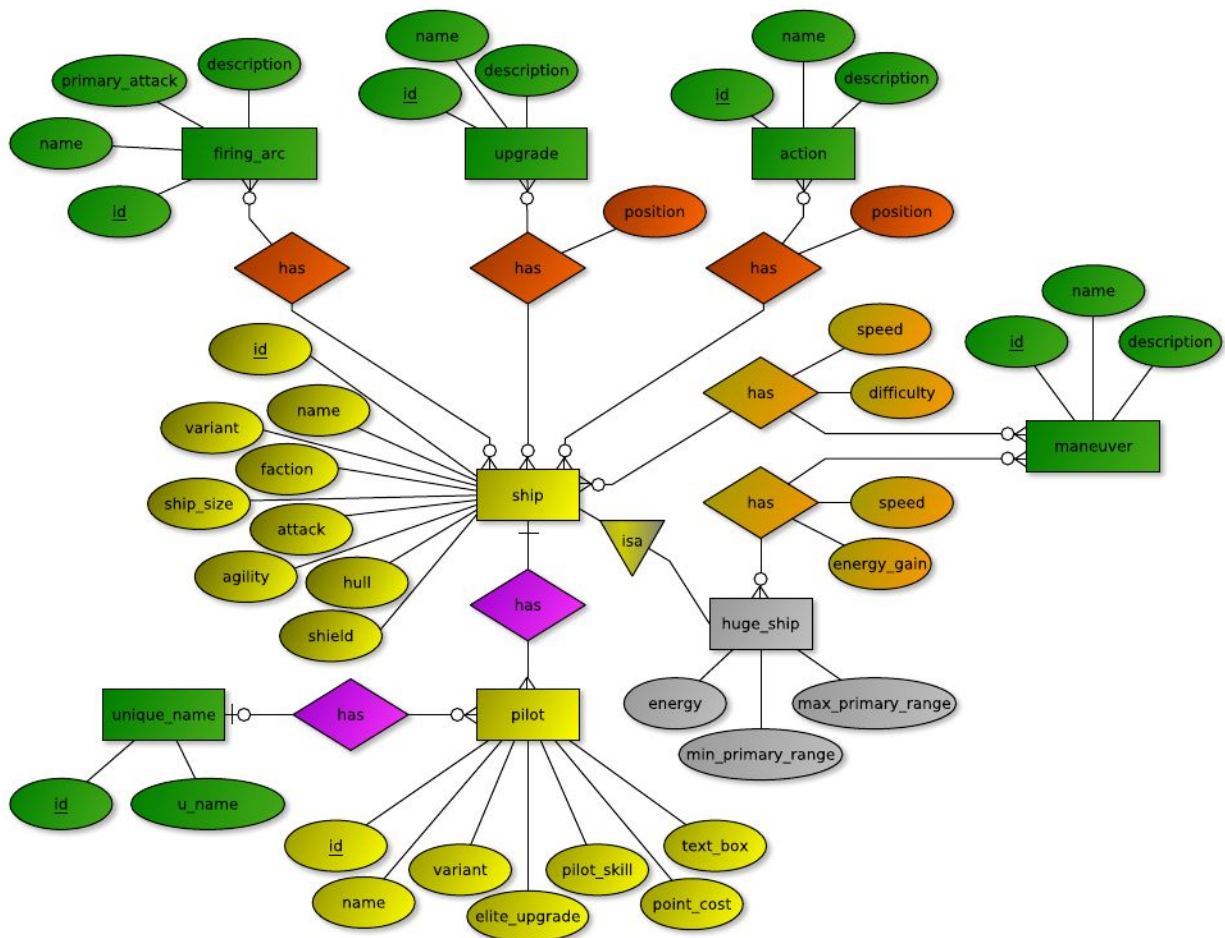 name
name
primary_attack
description
description
description
id
id
name
firing_arc
upgrade
action
id
position
position
has
has
has
name
speed
id
id
description
name
has
difficulty
variant
maneuver
faction
ship_size
ship
has
speed
attack
isa
energy_gain
agility
hull
has
huge_ship
shield
energy
max_primary_range
unique_name
has
pilot
min_primary_range
id
u_name
id
variant
pilot_skill
text_box
name
elite_upgrade
point_cost